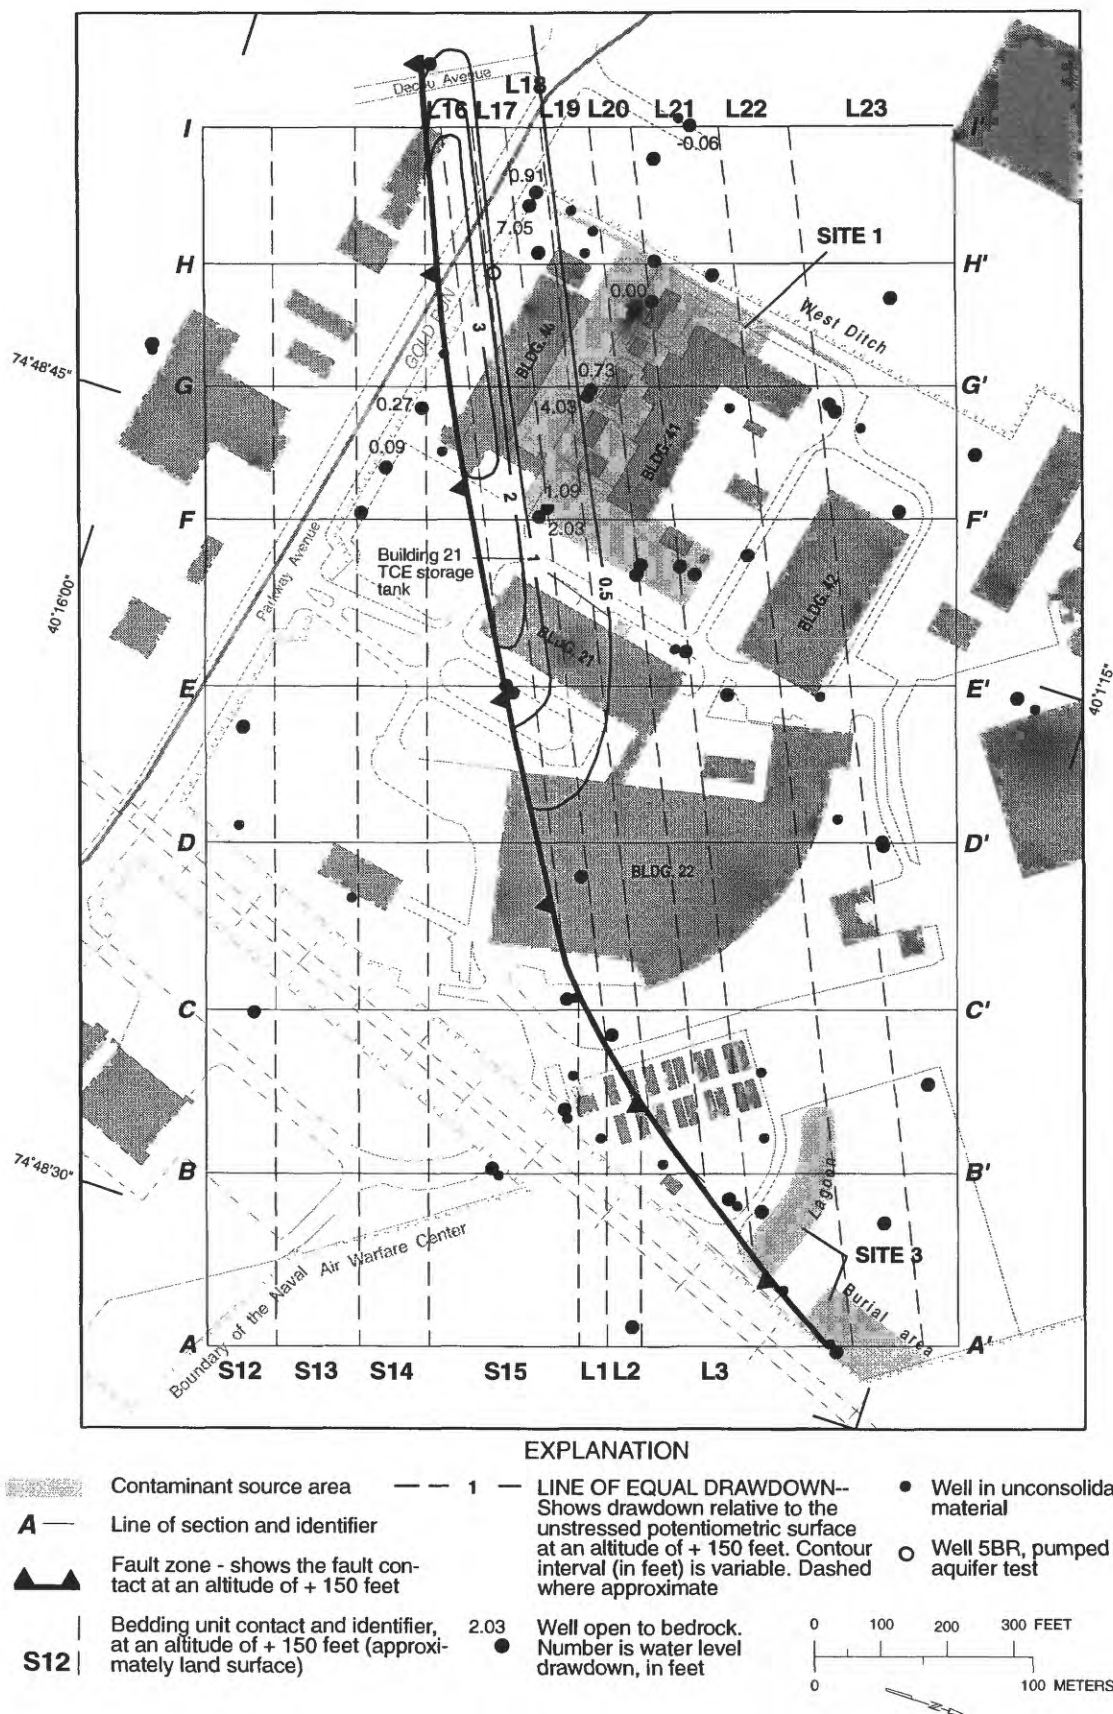 Decou Avenue
L18
L16 L17 L19 L20 L21 L22 L23
I I'
-0.06
0.91
7.05
SITE 1
H H'
0.00
West Ditch
GOLD RUN
3
BLDG. 40
74°48'45"
G G'
0.73
4.03
0.27
BLDG. 41
0.09
1.09
2
F F'
2.03
Building 21
TCE storage
tank
1
Parkway Avenue
40°16'00
0.5
BLDG. 42
BLDG. 21
E E'
40°1'15"
D D'
BLDG. 22
C C'
74°48'30"
B B'
Lagoon
Boundary of the Naval Air Warfare Center
SITE 3
Burial area
A A'
S12 S13 S14 S15 L1 L2 L3
EXPLANATION
Contaminant source area
A Line of section and identifier
Fault zone - shows the fault con-
tact at an altitude of + 150 feet
Bedding unit contact and identifier,
at an altitude of + 150 feet (approxi-
mately land surface)
S12
1 LINE OF EQUAL DRAWDOWN--
Shows drawdown relative to the
unstressed potentiometric surface
at an altitude of + 150 feet. Contour
interval (in feet) is variable. Dashed
where approximate
2.03 Well open to bedrock.
Number is water level
drawdown, in feet
Well in unconsolida
material
Well 5BR, pumped
aquifer test
0 100 200 300 FEET
0 100 METERS
N